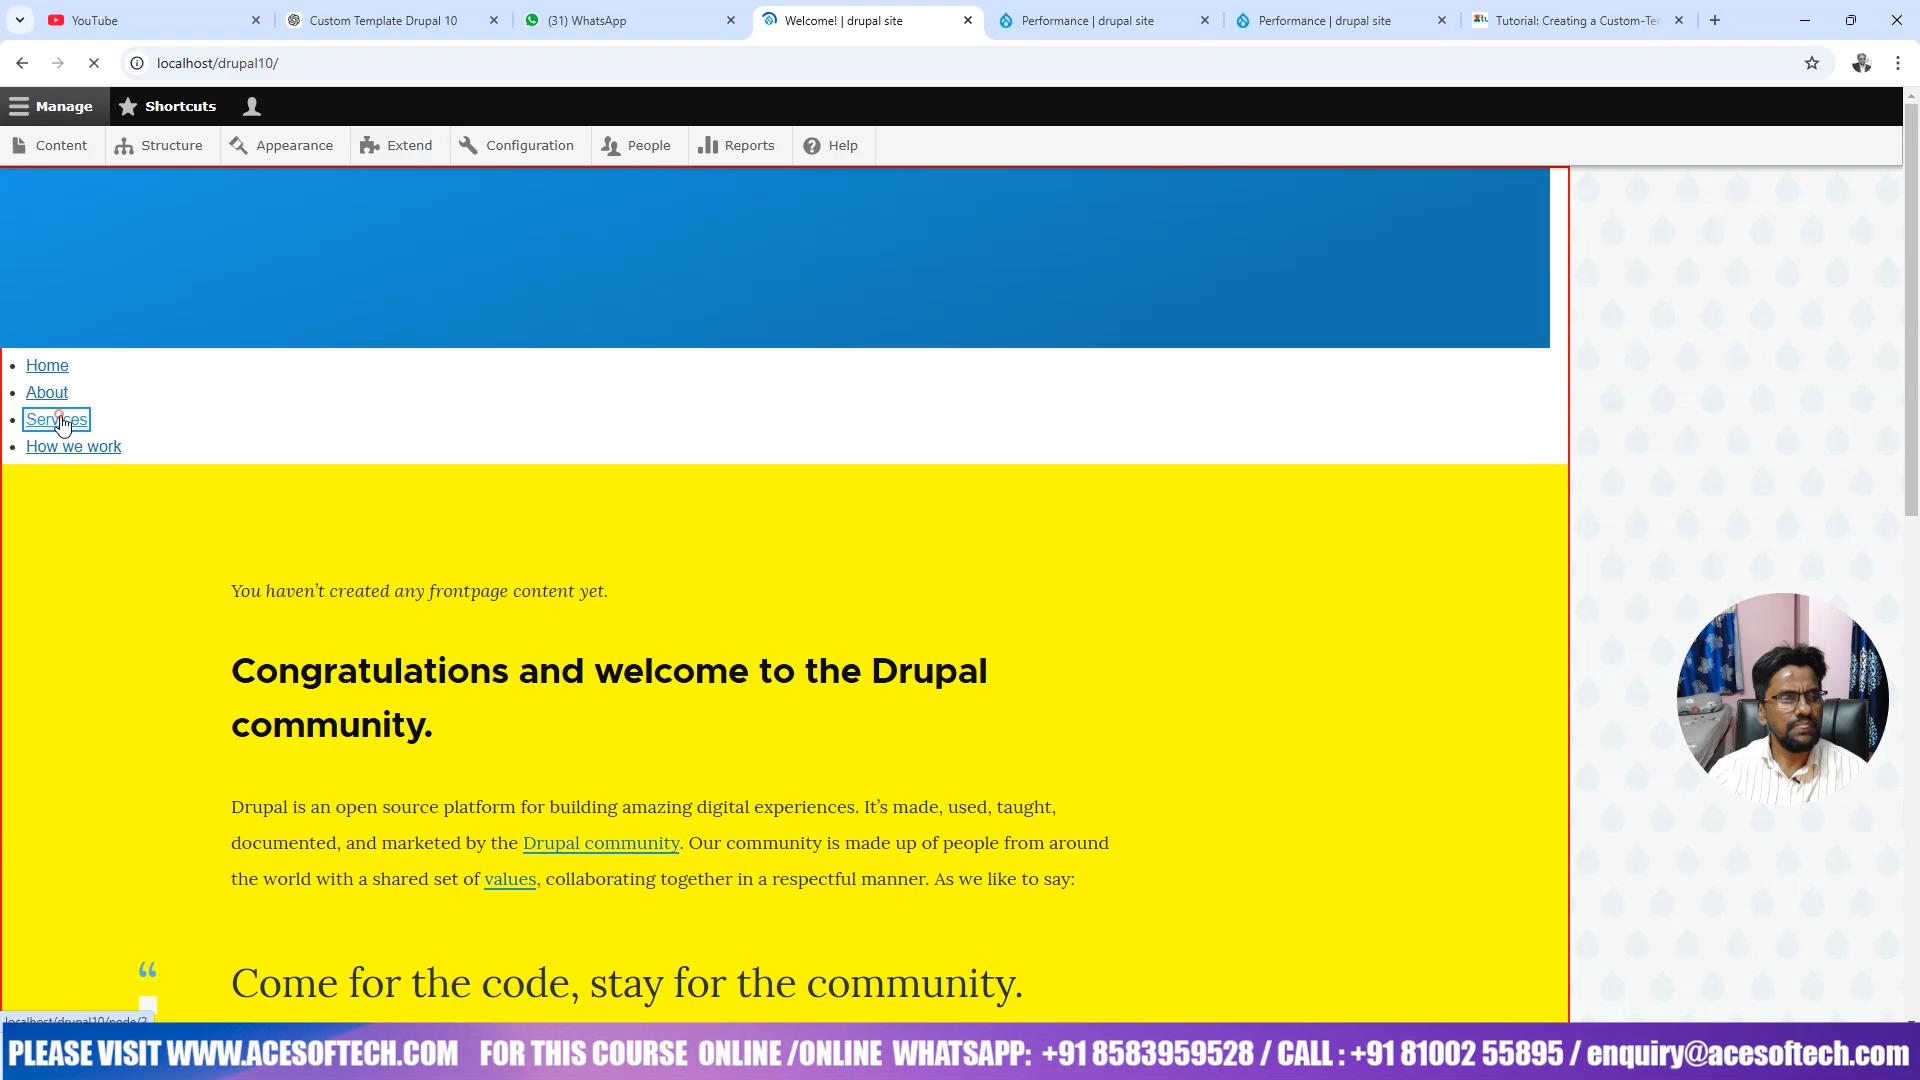 YouTube
Custom Template Drupal 10
(31) WhatsApp
Welcome! | drupal site
Performance | drupal site
Performance | drupal site
Tutorial: Creating a Custom-Ter
localhost/drupal10/
Manage
Shortcuts
Content
Structure
Appearance
Extend
Configuration
People
Reports
Help
Home
About
Services
How we work
You haven’t created any frontpage content yet.
Congratulations and welcome to the Drupal
community.
Drupal is an open source platform for building amazing digital experiences. It’s made, used, taught,
documented, and marketed by the Drupal community. Our community is made up of people from around
the world with a shared set of values, collaborating together in a respectful manner. As we like to say:
“
Come for the code, stay for the community.
localhost/drupal10/node/2
PLEASE VISIT WWW.ACESOFTECH.COM FOR THIS COURSE ONLINE /ONLINE WHATSAPP: +91 8583959528 / CALL : +91 81002 55895 / enquiry@acesoftech.com